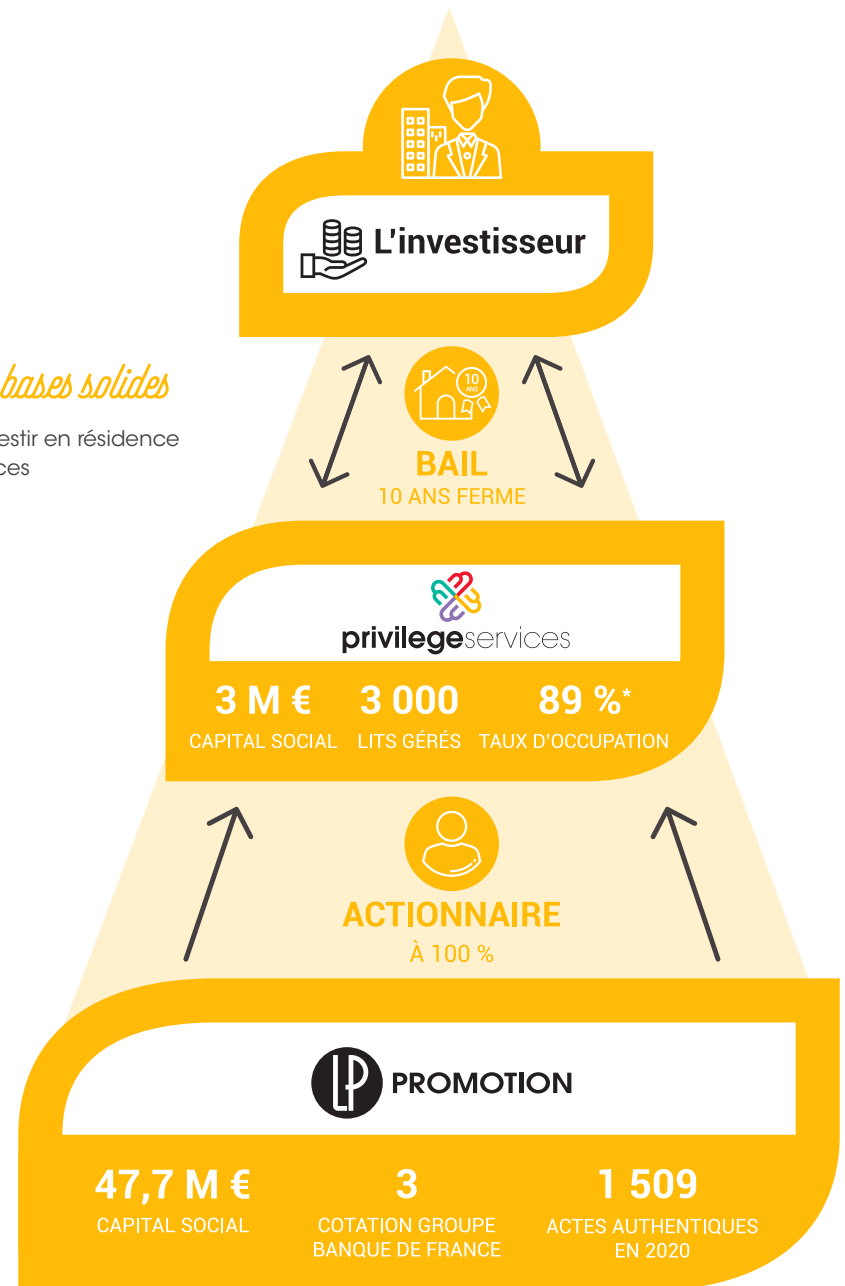 L'investisseur
bases solides
estir en résidence
ces
10
ANS
BAIL
10 ANS FERME
privilegeservices
3 M € 3 000 89 %*
CAPITAL SOCIAL LITS GÉRÉS TAUX D'OCCUPATION
ACTIONNAIRE
À 100 %
LP PROMOTION
47,7 M € 3 1 509
CAPITAL SOCIAL COTATION GROUPE ACTES AUTHENTIQUES
BANQUE DE FRANCE EN 2020